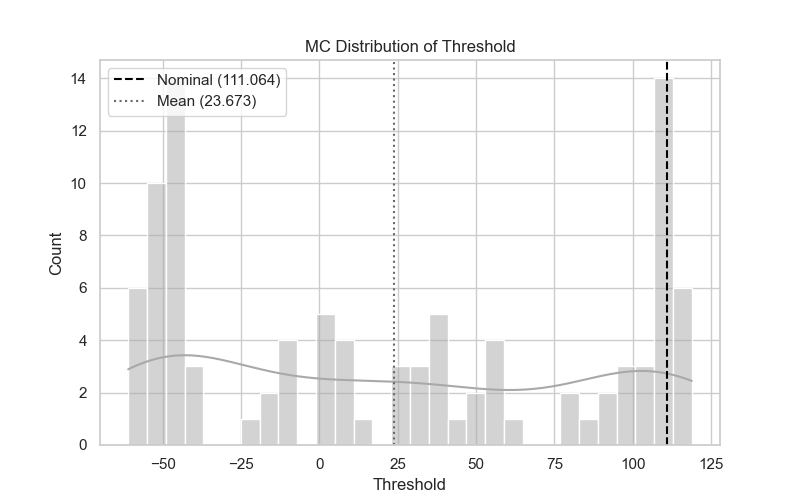 MC Distribution of Threshold
Nominal (111.064)
Mean (23.673)
14
12
10
8
6
4
2
0
Count
−50 −25 0 25 50 75 100 125
Threshold